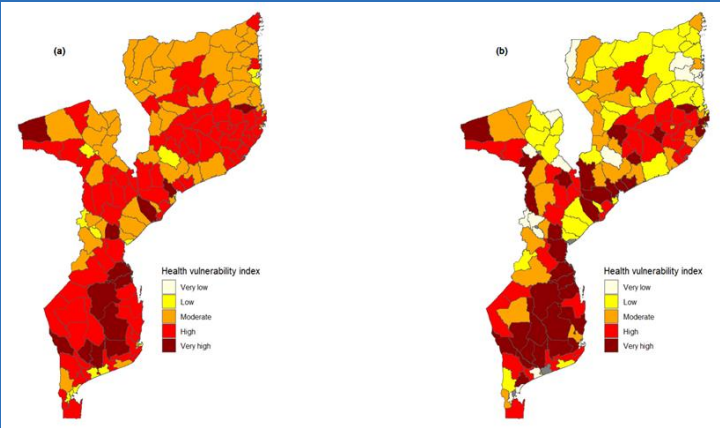 (a)
Health vulnerability index
Very low
Low
Moderate
High
Very high
(b)
Health vulnerability index
Very low
Low
Moderate
High
Very high